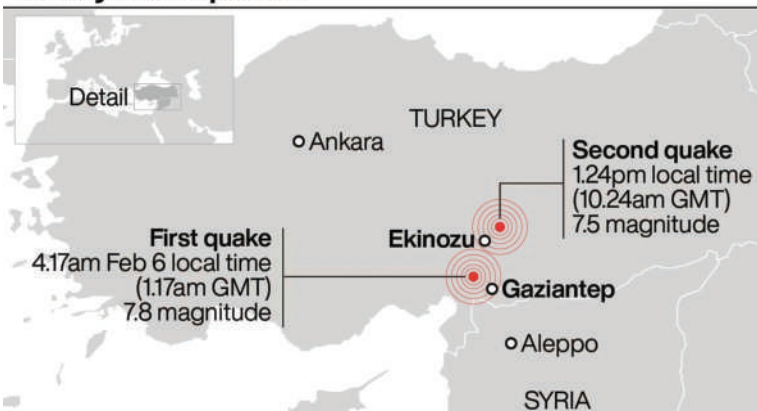 Detail
TURKEY
Ankara
Second quake
1.24pm local time
(10.24am GMT)
7.5 magnitude
First quake
4.17am Feb 6 local time
(1.17am GMT)
7.8 magnitude
Ekinozu
Gaziantep
Aleppo
SYRIA